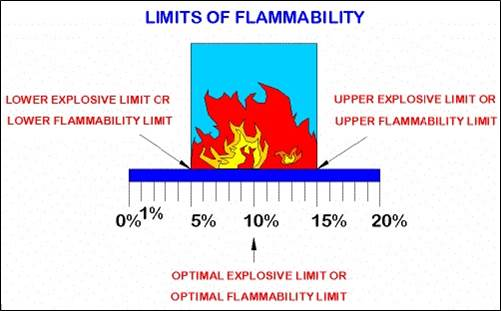 LIMITS OF FLAMMABILITY
LOWER EXPLOSIVE LIMIT CR
LOWER FLAMMABILITY LIMIT
UPPER EXPLOSIVE LIMIT OR
UPPER FLAMMABILITY LIMIT
0% 1% 5% 10% 15% 20%
OPTIMAL EXPLOSIVE LIMIT OR
OPTIMAL FLAMMABILITY LIMIT